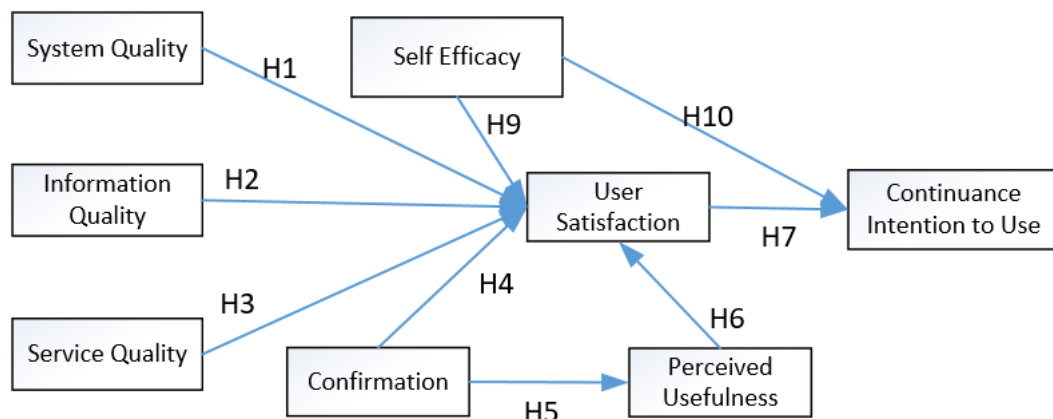 System Quality
Self Efficacy
H1
H9
H10
Information
Quality
H2
User
Satisfaction
Continuance
Intention to Use
H7
H3
H4
H6
Service Quality
Confirmation
H5
Perceived
Usefulness